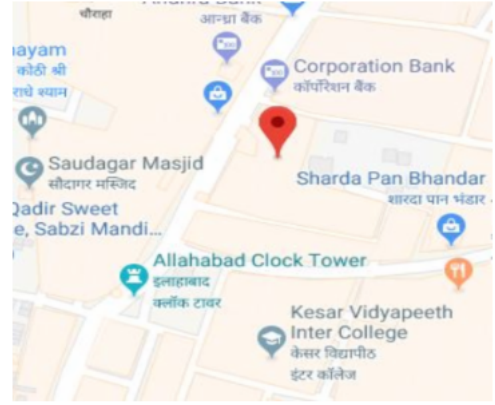 चौराहा
आन्ध्रा बैंक
ayam
कोठी श्री
राधे श्याम
Corporation Bank
कॉर्पोरेशन बैंक
Saudagar Masjid
सौदागर मस्जिद
Sharda Pan Bhandar
शारदा पान भंडार
Qadir Sweet
e, Sabzi Mandi...
Allahabad Clock Tower
इलाहाबाद
क्लॉक टावर
Kesar Vidyapeeth
Inter College
केसर विद्यापीठ
इंटर कॉलेज